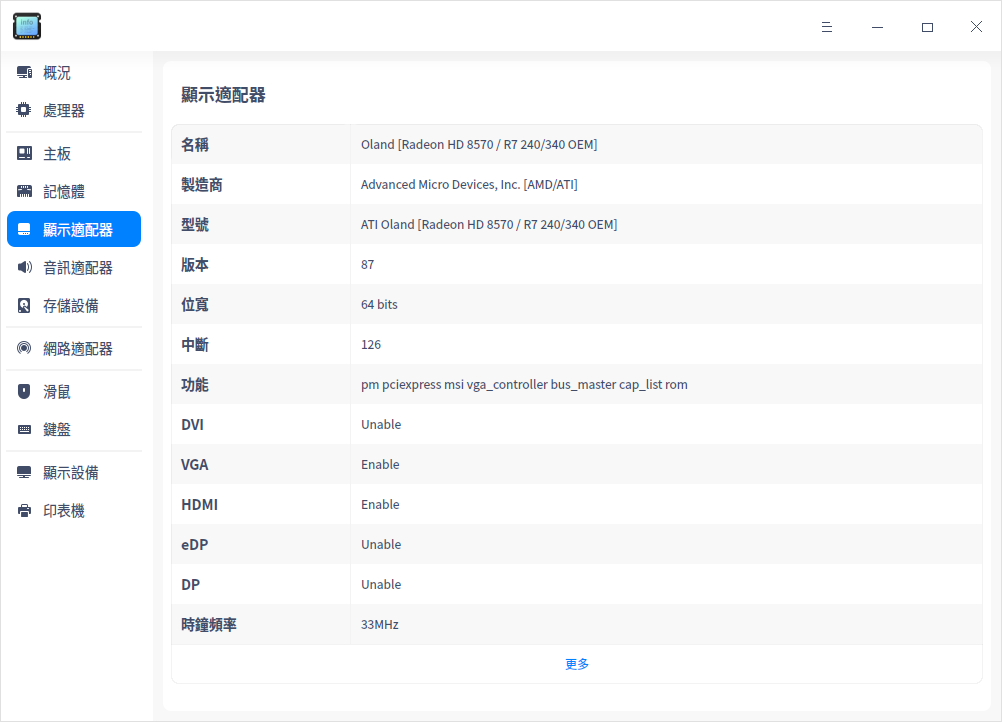 info
概況
處理器
主板
記憶體
顯示適配器
音訊適配器
存儲設備
網路適配器
滑鼠
鍵盤
顯示設備
印表機
顯示適配器
名稱 Oland [Radeon HD 8570 / R7 240/340 OEM]
製造商 Advanced Micro Devices, Inc. [AMD/ATI]
型號 ATI Oland [Radeon HD 8570 / R7 240/340 OEM]
版本 87
位寬 64 bits
中斷 126
功能 pm pciexpress msi vga_controller bus_master cap_list rom
DVI Unable
VGA Enable
HDMI Enable
eDP Unable
DP Unable
時鐘頻率 33MHz
更多